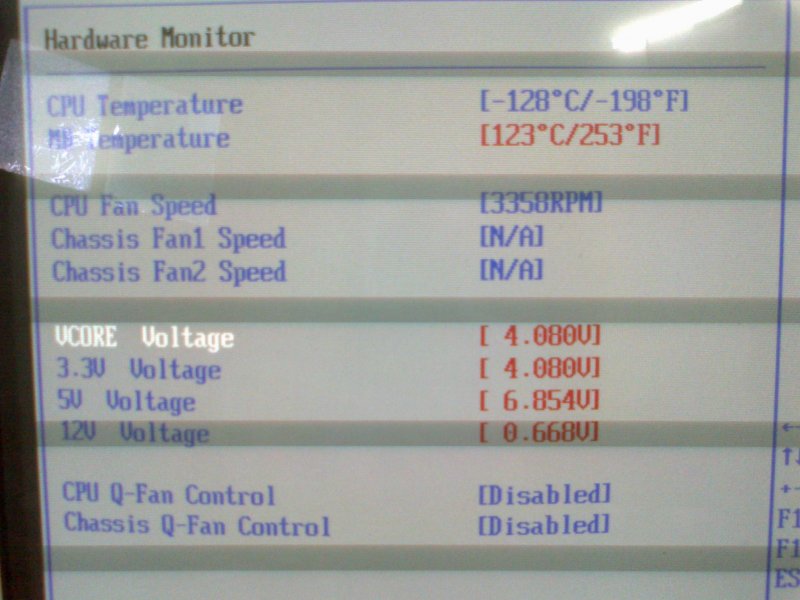 Hardware Monitor
CPU Temperature [-128°C/-198°F]
MB Temperature [123°C/253°F]
CPU Fan Speed [3358RPM]
Chassis Fan1 Speed [N/A]
Chassis Fan2 Speed [N/A]
VCORE Voltage [ 4.080V]
3.3V Voltage [ 4.080V]
5V Voltage [ 6.854V]
12V Voltage [ 0.668V]
←
↑↓
+-
CPU Q-Fan Control [Disabled]
F1
Chassis Q-Fan Control [Disabled]
F1
ES